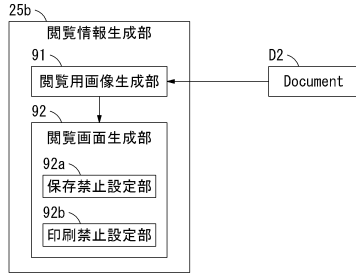 25b
閲覧情報生成部
91
閲覧用画像生成部
D2
Document
92
閲覧画面生成部
92a
保存禁止設定部
92b
印刷禁止設定部